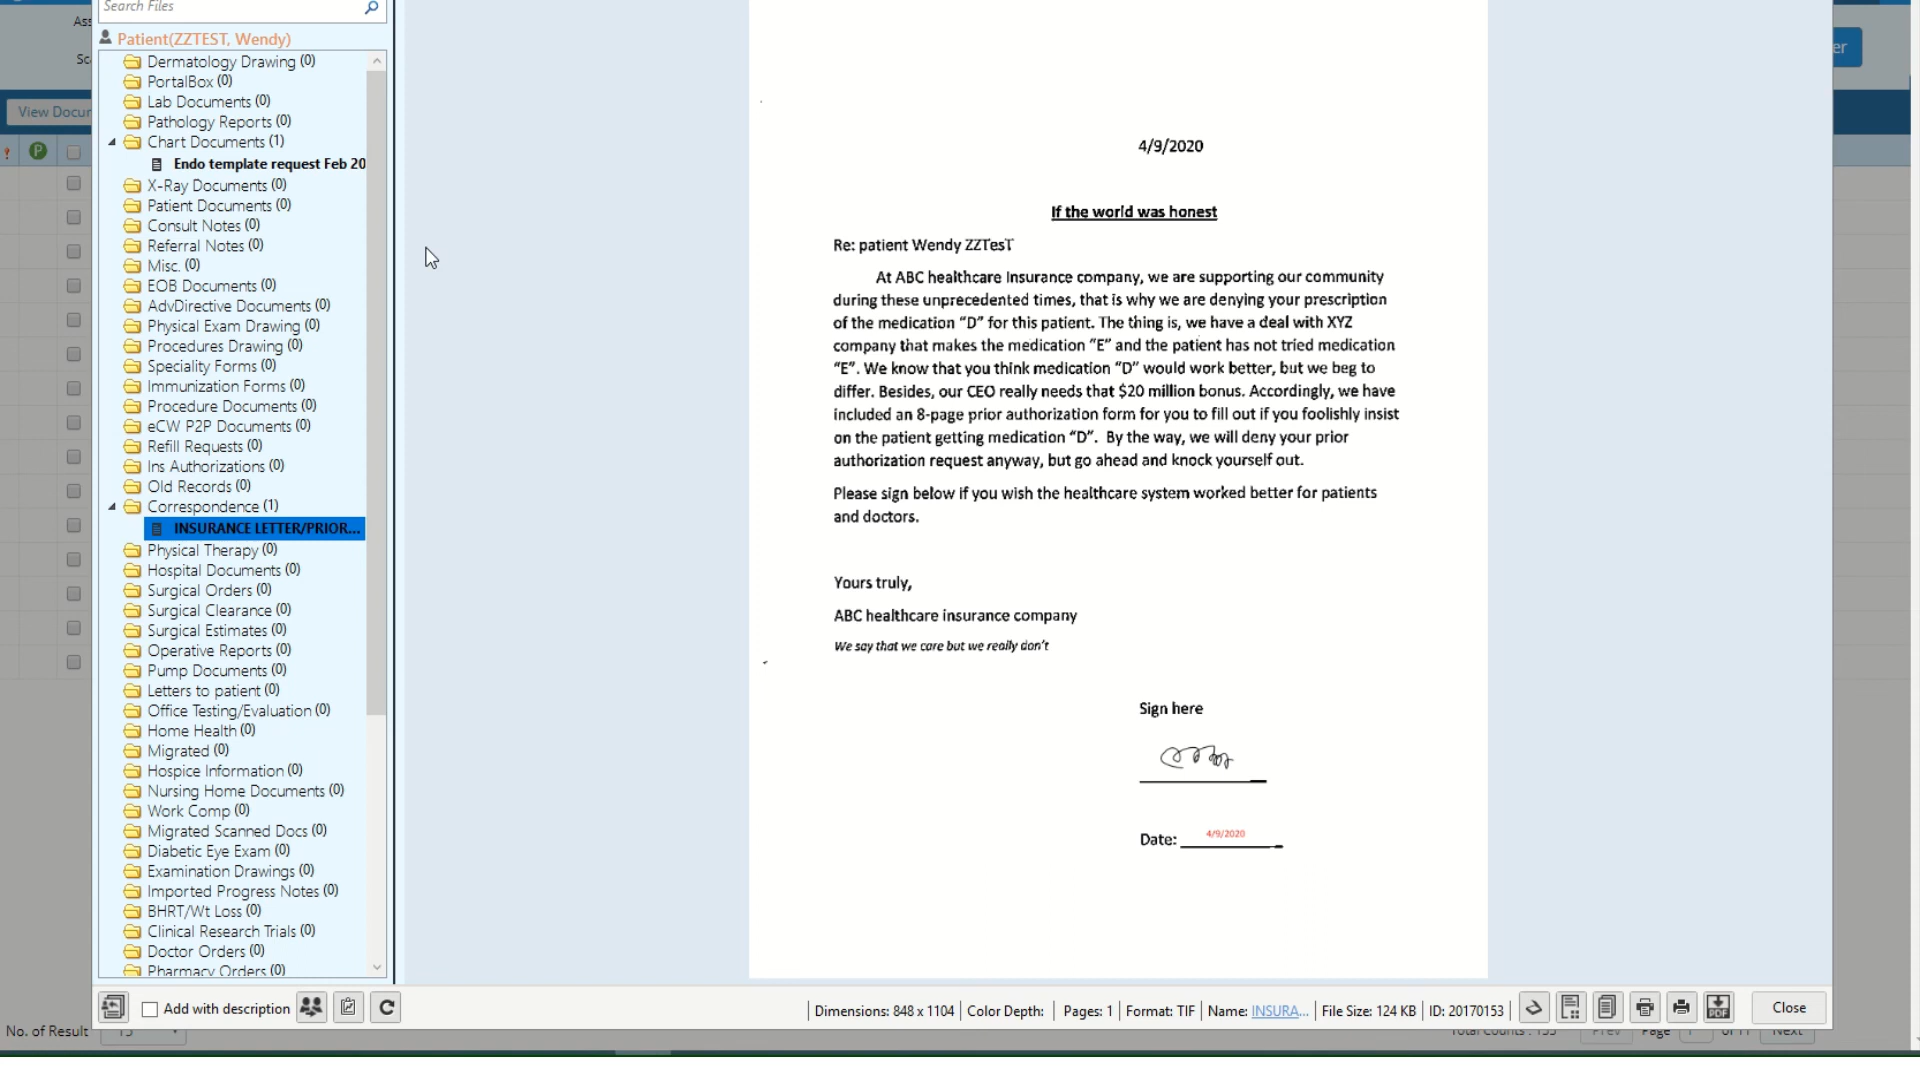 Search Files
Patient(ZZTEST, Wendy)
Dermatology Drawing (0)
PortalBox (0)
Lab Documents (0)
Pathology Reports (0)
Chart Documents (1)
Endo template request Feb 20
X-Ray Documents (0)
Patient Documents (0)
Consult Notes (0)
Referral Notes (0)
Misc. (0)
EOB Documents (0)
AdvDirective Documents (0)
Physical Exam Drawing (0)
Procedures Drawing (0)
Speciality Forms (0)
Immunization Forms (0)
Procedure Documents (0)
eCW P2P Documents (0)
Refill Requests (0)
Ins Authorizations (0)
Old Records (0)
Correspondence (1)
INSURANCE LETTER/PRIOR...
Physical Therapy (0)
Hospital Documents (0)
Surgical Orders (0)
Surgical Clearance (0)
Surgical Estimates (0)
Operative Reports (0)
Pump Documents (0)
Letters to patient (0)
Office Testing/Evaluation (0)
Home Health (0)
Migrated (0)
Hospice Information (0)
Nursing Home Documents (0)
Work Comp (0)
Migrated Scanned Docs (0)
Diabetic Eye Exam (0)
Examination Drawings (0)
Imported Progress Notes (0)
BHRT/Wt Loss (0)
Clinical Research Trials (0)
Doctor Orders (0)
Pharmacy Orders (0)
View Docum
P
4/9/2020
If the world was honest
Re: patient Wendy ZZTesT
At ABC healthcare Insurance company, we are supporting our community
during these unprecedented times, that is why we are denying your prescription
of the medication “D” for this patient. The thing is, we have a deal with XYZ
company that makes the medication “E” and the patient has not tried medication
“E”. We know that you think medication “D” would work better, but we beg to
differ. Besides, our CEO really needs that $20 million bonus. Accordingly, we have
included an 8-page prior authorization form for you to fill out if you foolishly insist
on the patient getting medication “D”. By the way, we will deny your prior
authorization request anyway, but go ahead and knock yourself out.
Please sign below if you wish the healthcare system worked better for patients
and doctors.
Yours truly,
ABC healthcare insurance company
We say that we care but we really don't
Sign here
Date: 4/9/2020
Add with description
Dimensions: 848 x 1104 Color Depth: Pages: 1 Format: TIF Name: INSURA... File Size: 124 KB ID: 20170153
PDF
Close
No. of Result 15
Page
Next